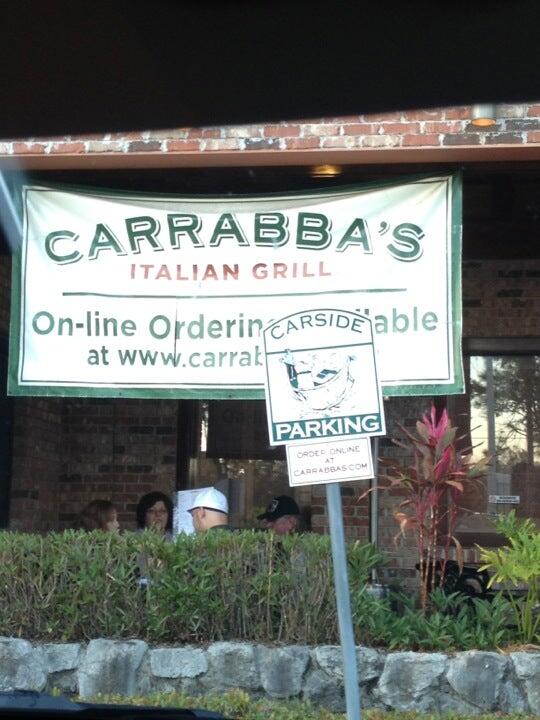 CARRABBA'S
ITALIAN GRILL
On-line Orderin able
at www.carrab
CARSIDE
PARKING
ORDER ONLINE
AT
CARRABBAS.COM